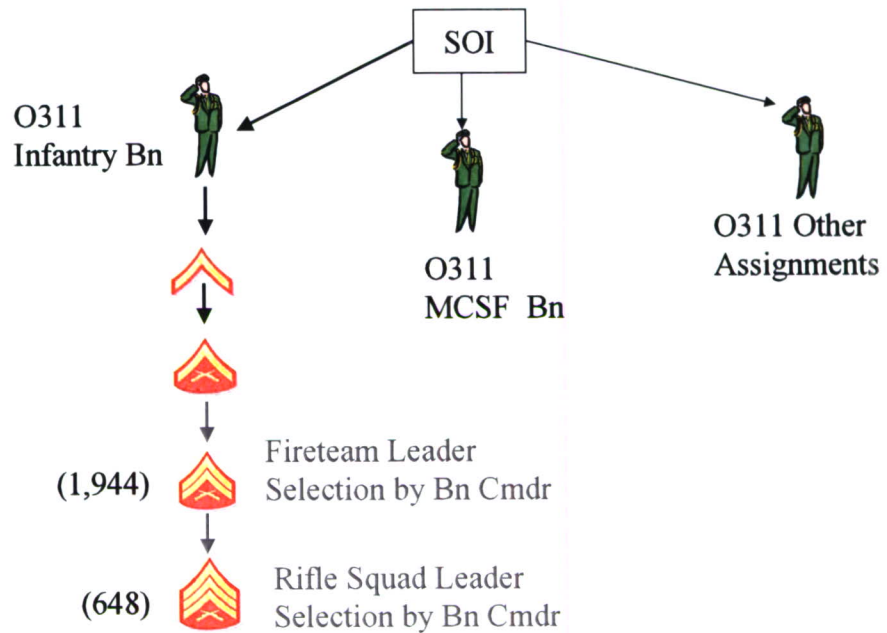 SOI
O311
Infantry Bn
O311
MCSF Bn
O311 Other
Assignments
(1,944)
Fireteam Leader
Selection by Bn Cmdr
(648)
Rifle Squad Leader
Selection by Bn Cmdr